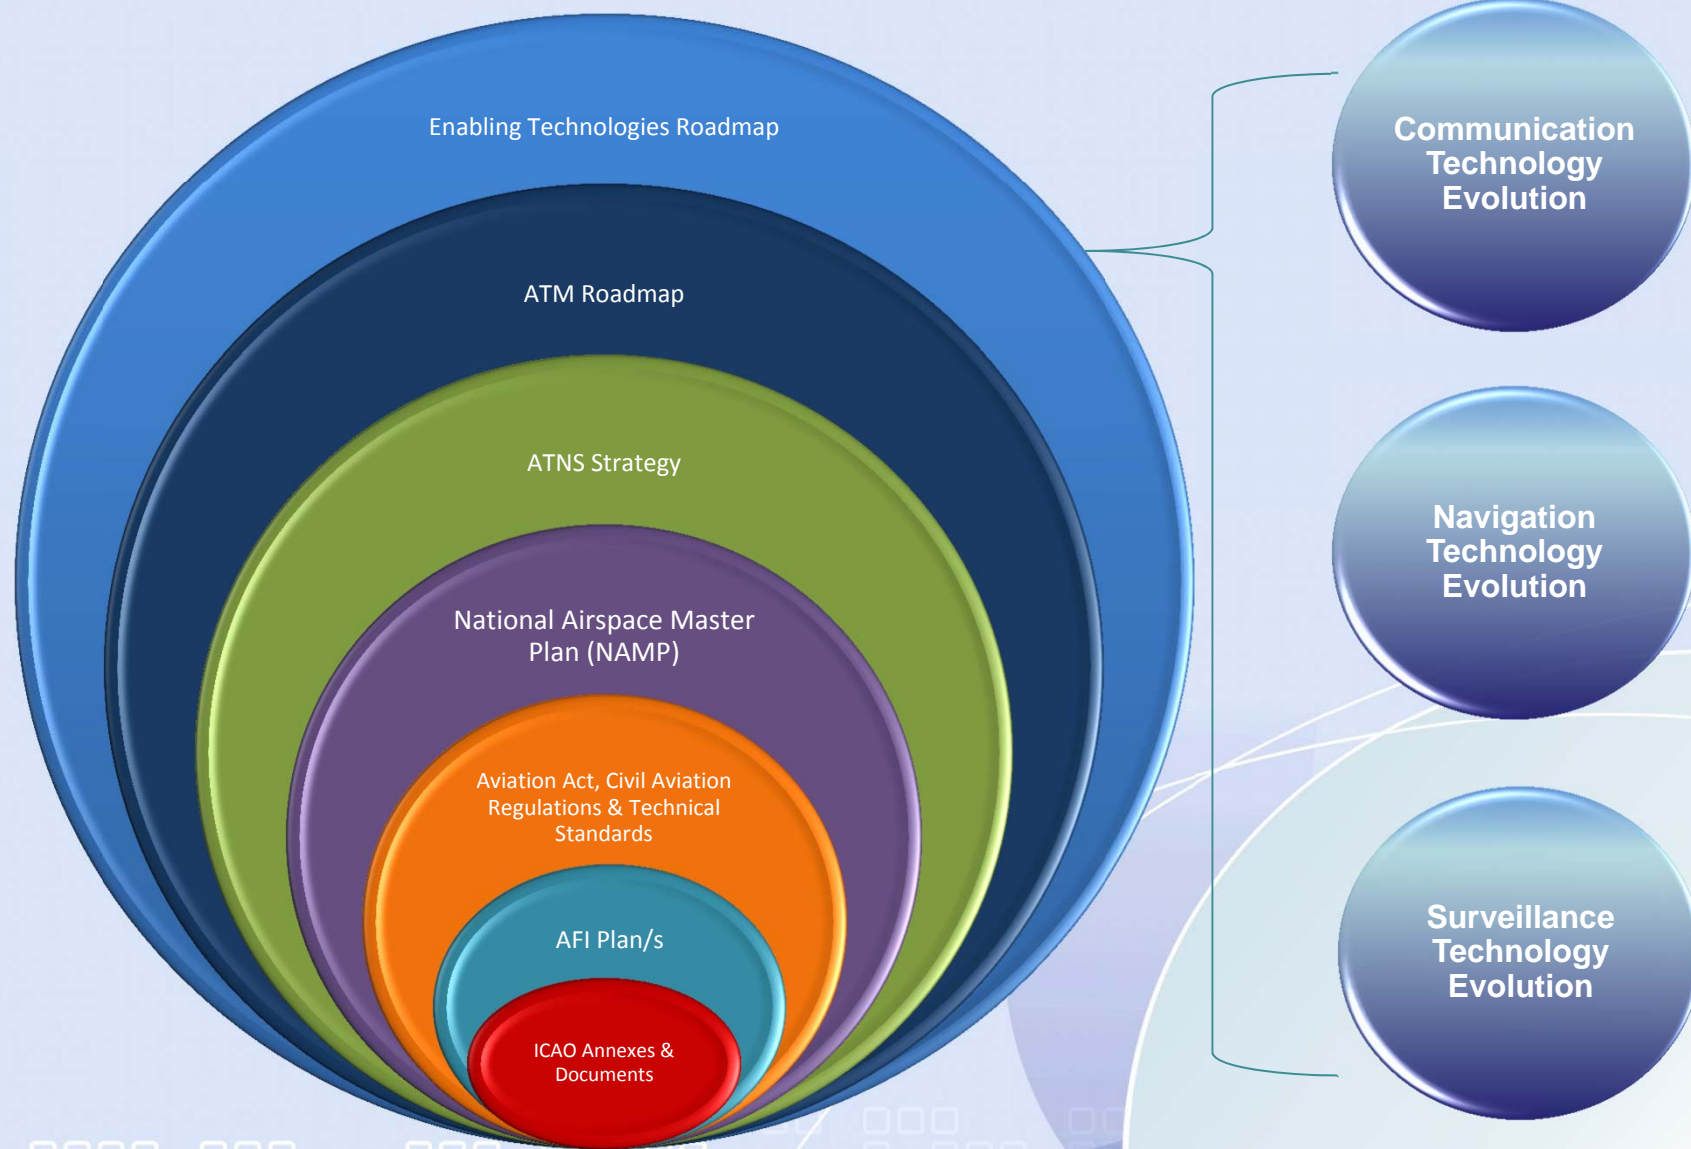 Enabling Technologies Roadmap
ATM Roadmap
ATNS Strategy
National Airspace Master
Plan (NAMP)
Aviation Act, Civil Aviation
Regulations & Technical
Standards
AFI Plan/s
ICAO Annexes &
Documents
Communication
Technology
Evolution
Navigation
Technology
Evolution
Surveillance
Technology
Evolution